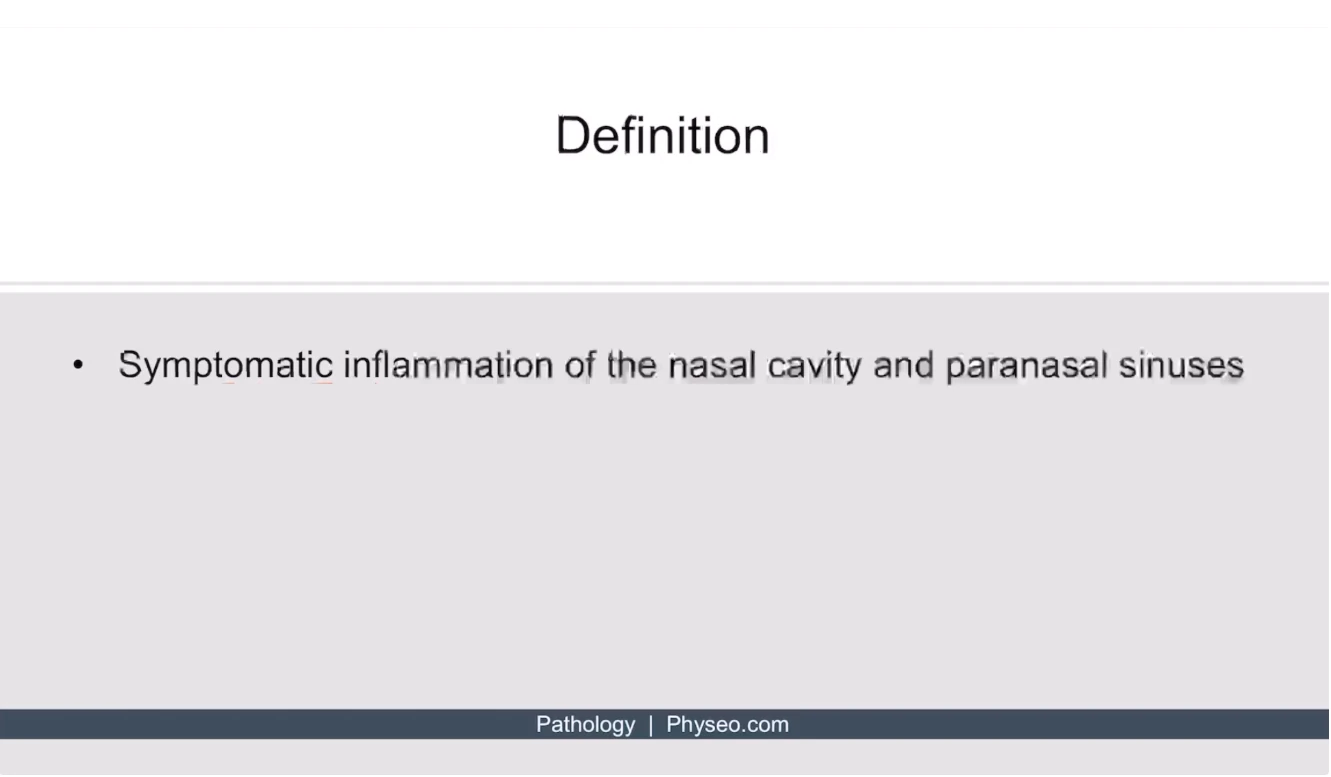 Definition
• Symptomatic inflammation of the nasal cavity and paranasal sinuses
Pathology | Physeo.com